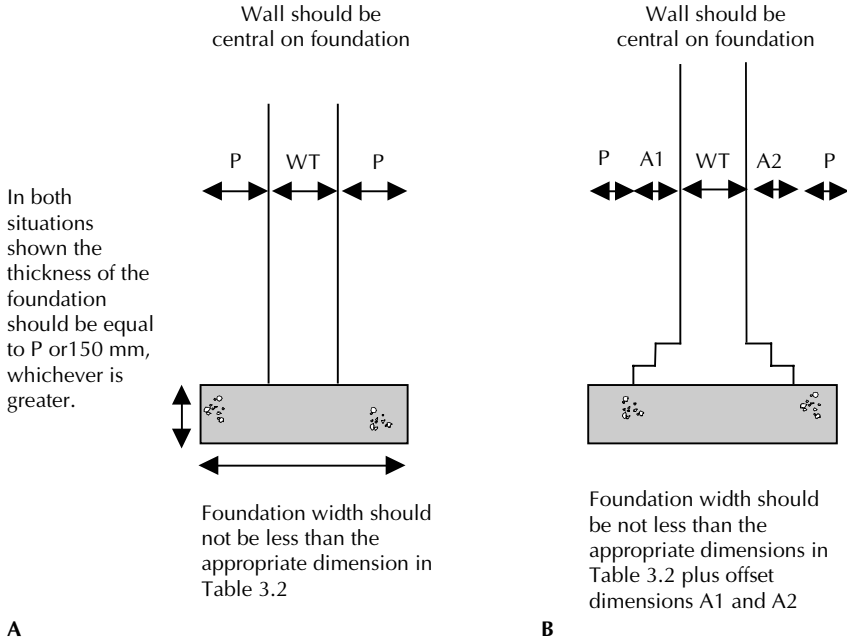 Wall should be
central on foundation
P WT P
In both
situations
shown the
thickness of the
foundation
should be equal
to P or150 mm,
whichever is
greater.
Foundation width should
not be less than the
appropriate dimension in
Table 3.2
A
Wall should be
central on foundation
P A1 WT A2 P
Foundation width should
be not less than the
appropriate dimensions in
Table 3.2 plus offset
dimensions A1 and A2
B